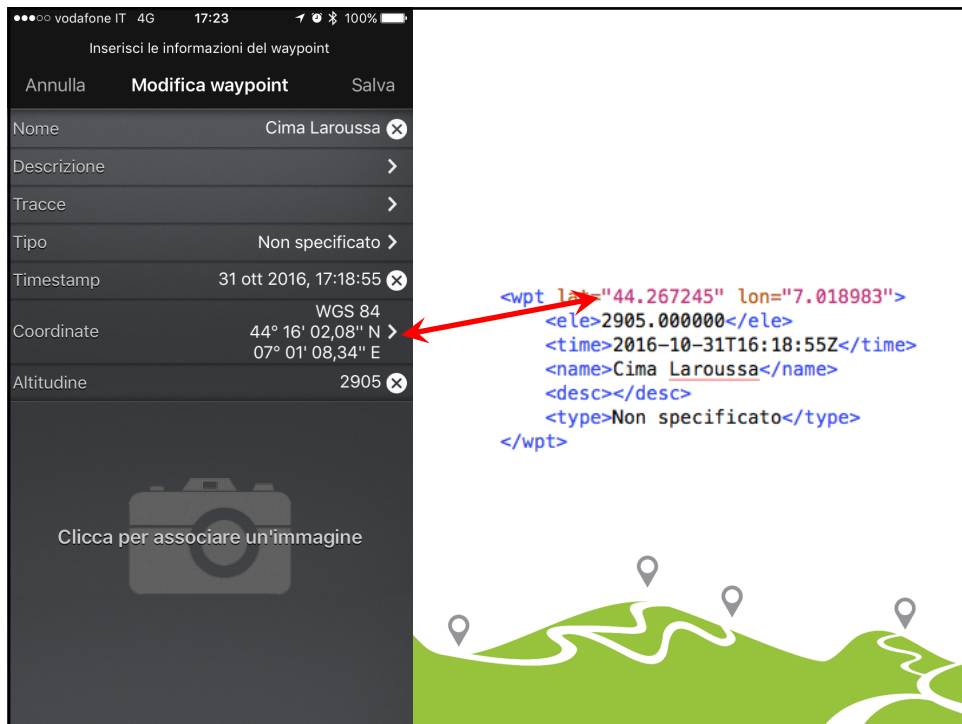 vodafone IT 4G 17:23 100%
Inserisci le informazioni del waypoint
Annulla Modifica waypoint Salva
Nome Cima Laroussa
Descrizione
Tracce
Tipo Non specificato
Timestamp 31 ott 2016, 17:18:55
Coordinate WGS 84
44° 16' 02,08'' N
07° 01' 08,34'' E
Altitudine 2905
Clicca per associare un'immagine
<wpt lat="44.267245" lon="7.018983">
<ele>2905.000000</ele>
<time>2016-10-31T16:18:55Z</time>
<name>Cima Laroussa</name>
<desc></desc>
<type>Non specificato</type>
</wpt>